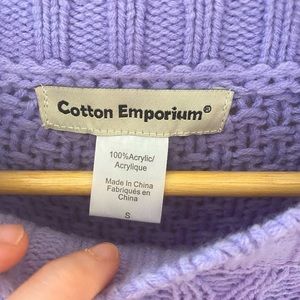 Cotton Emporium®
100%Acrylic/
Acrylique
Made In China
Fabriqués en
Chine
S